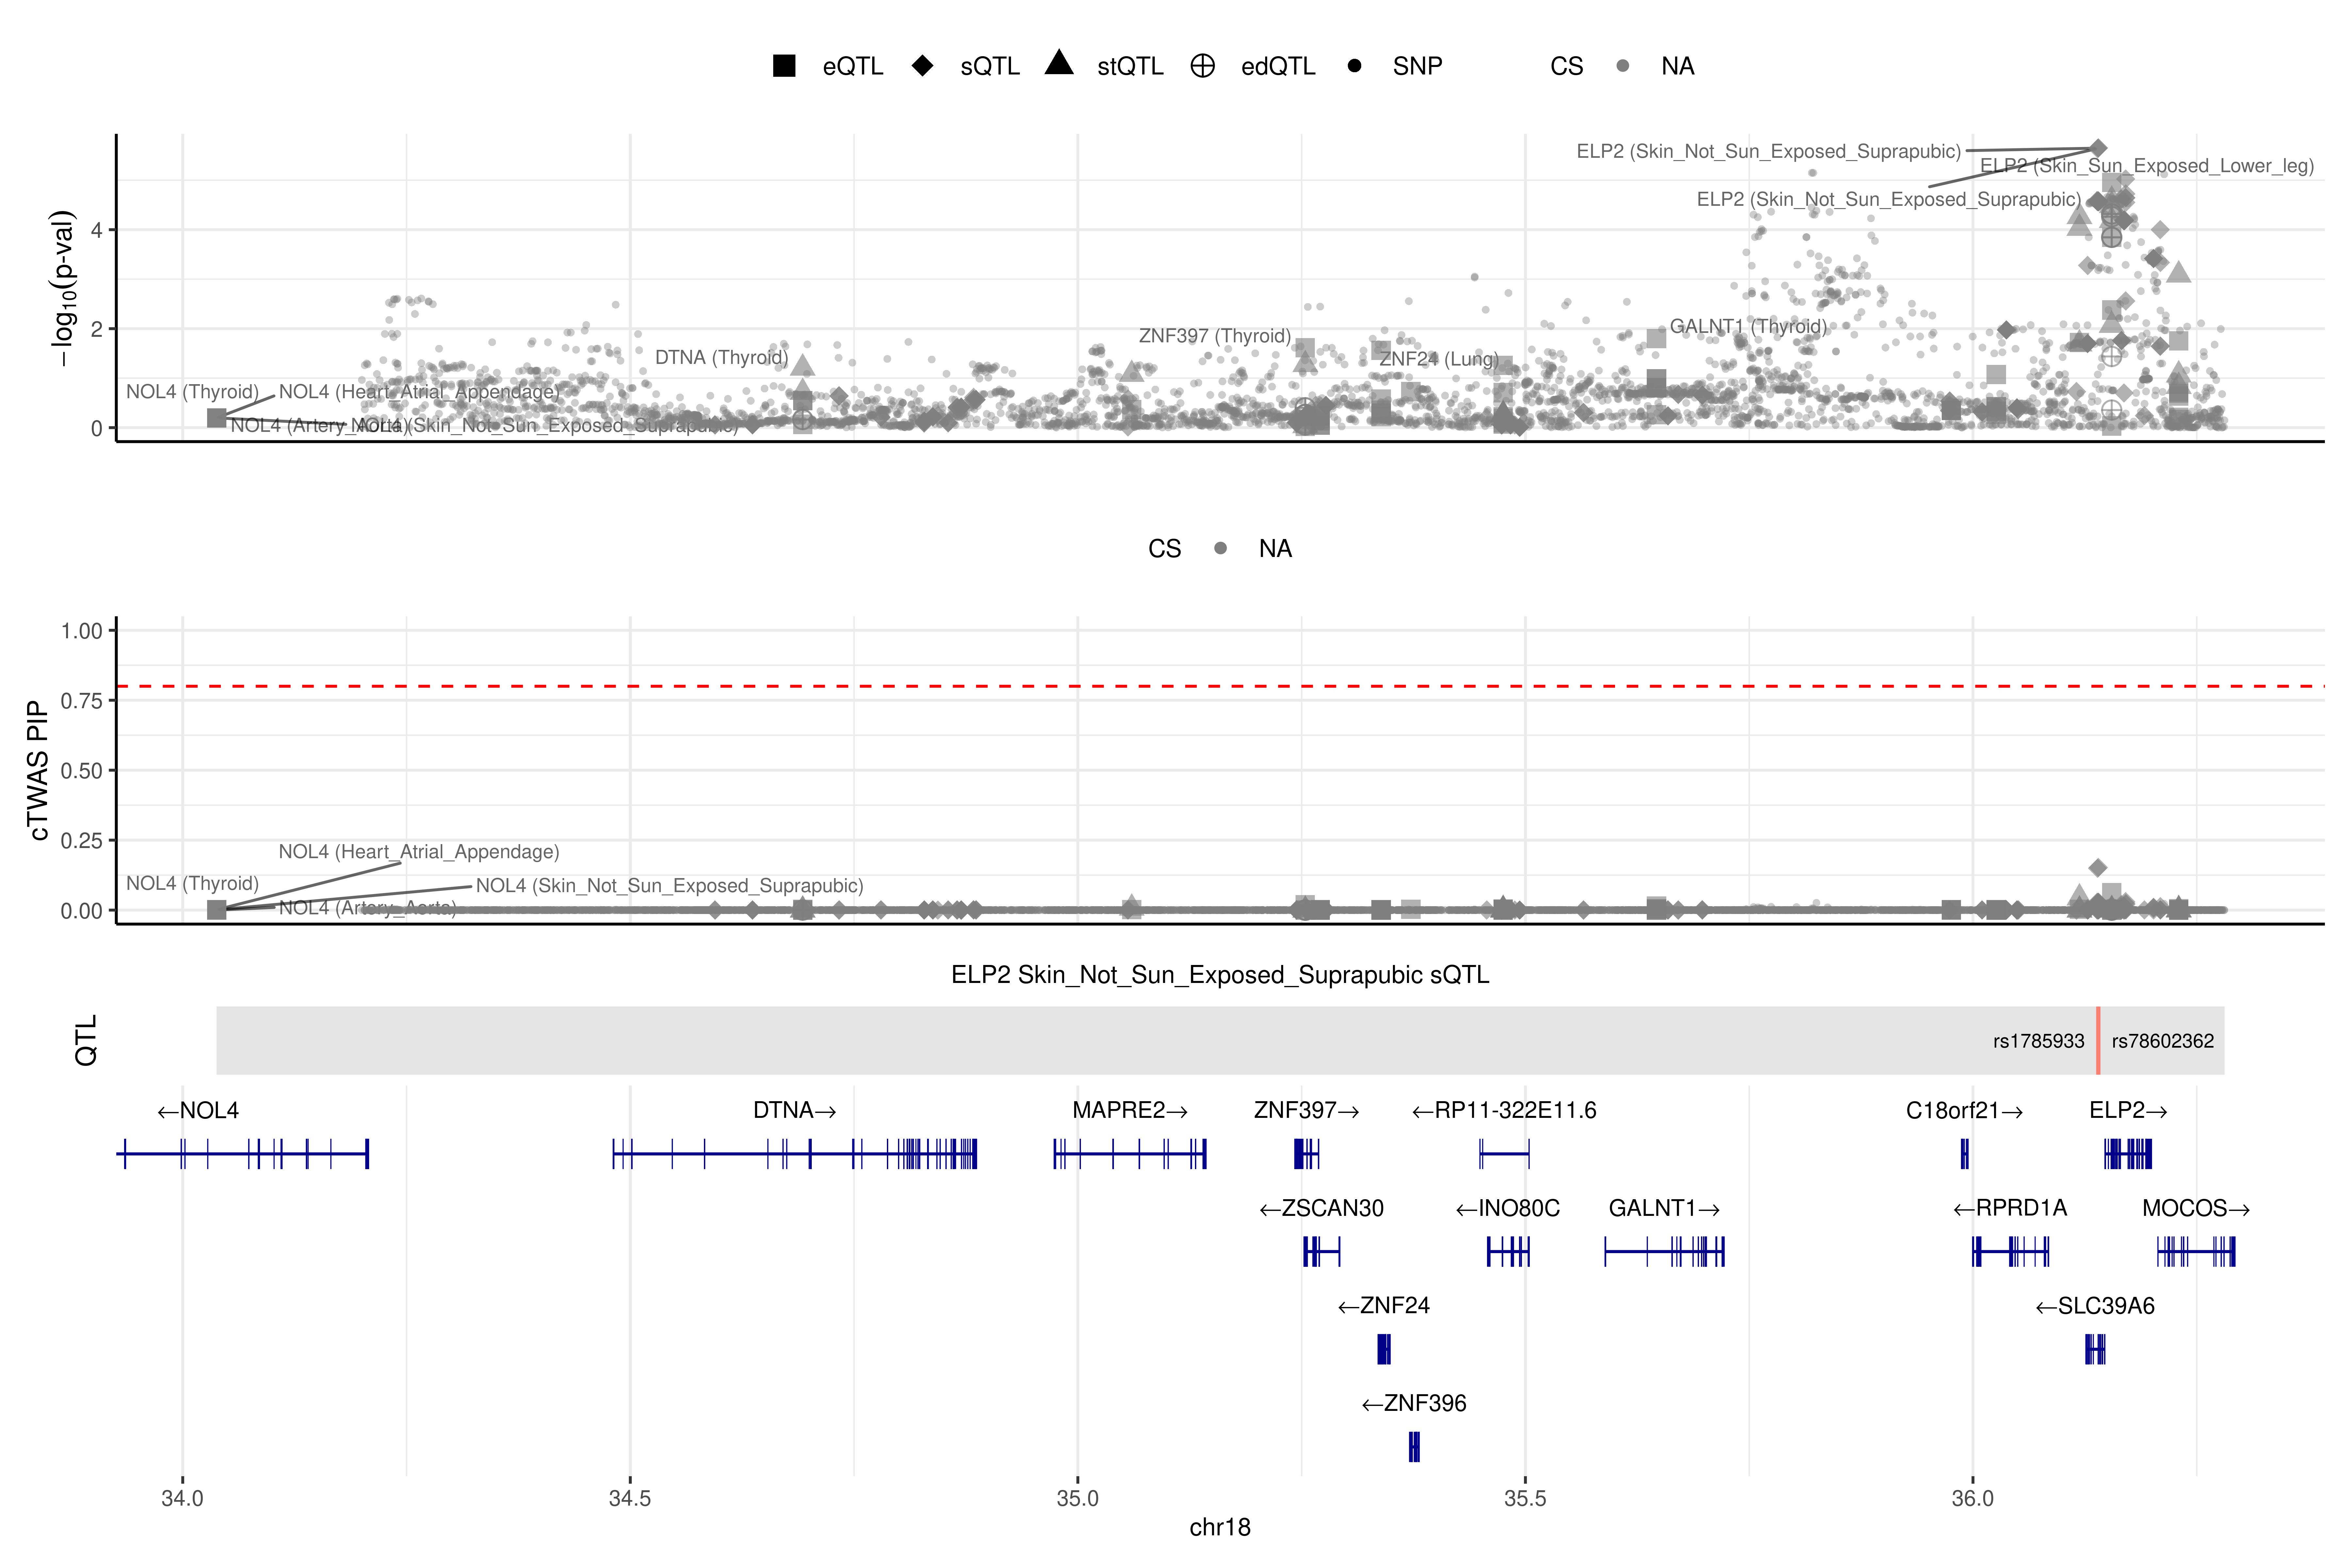 eQTL sQTL stQTL edQTL SNP CS NA
−log10(p-val)
4
2
0
ELP2 (Skin_Not_Sun_Exposed_Suprapubic)
ELP2 (Skin_Sun_Exposed_Lower_leg)
ELP2 (Skin_Not_Sun_Exposed_Suprapubic)
ZNF397 (Thyroid)
GALNT1 (Thyroid)
DTNA (Thyroid)
ZNF24 (Lung)
NOL4 (Thyroid)
NOL4 (Heart_Atrial_Appendage)
NOL4 (Artery_Aorta)
NOL4 (Skin_Not_Sun_Exposed_Suprapubic)
CS NA
cTWAS PIP
1.00
0.75
0.50
0.25
0.00
NOL4 (Heart_Atrial_Appendage)
NOL4 (Thyroid)
NOL4 (Skin_Not_Sun_Exposed_Suprapubic)
NOL4 (Artery_Aorta)
ELP2 Skin_Not_Sun_Exposed_Suprapubic sQTL
QTL
rs1785933 rs78602362
←NOL4 DTNA→ MAPRE2→ ZNF397→ ←RP11-322E11.6 C18orf21→ ELP2→
←ZSCAN30 ←INO80C GALNT1→ ←RPRD1A MOCOS→
←ZNF24 ←SLC39A6
←ZNF396
34.0 34.5 35.0 35.5 36.0
chr18